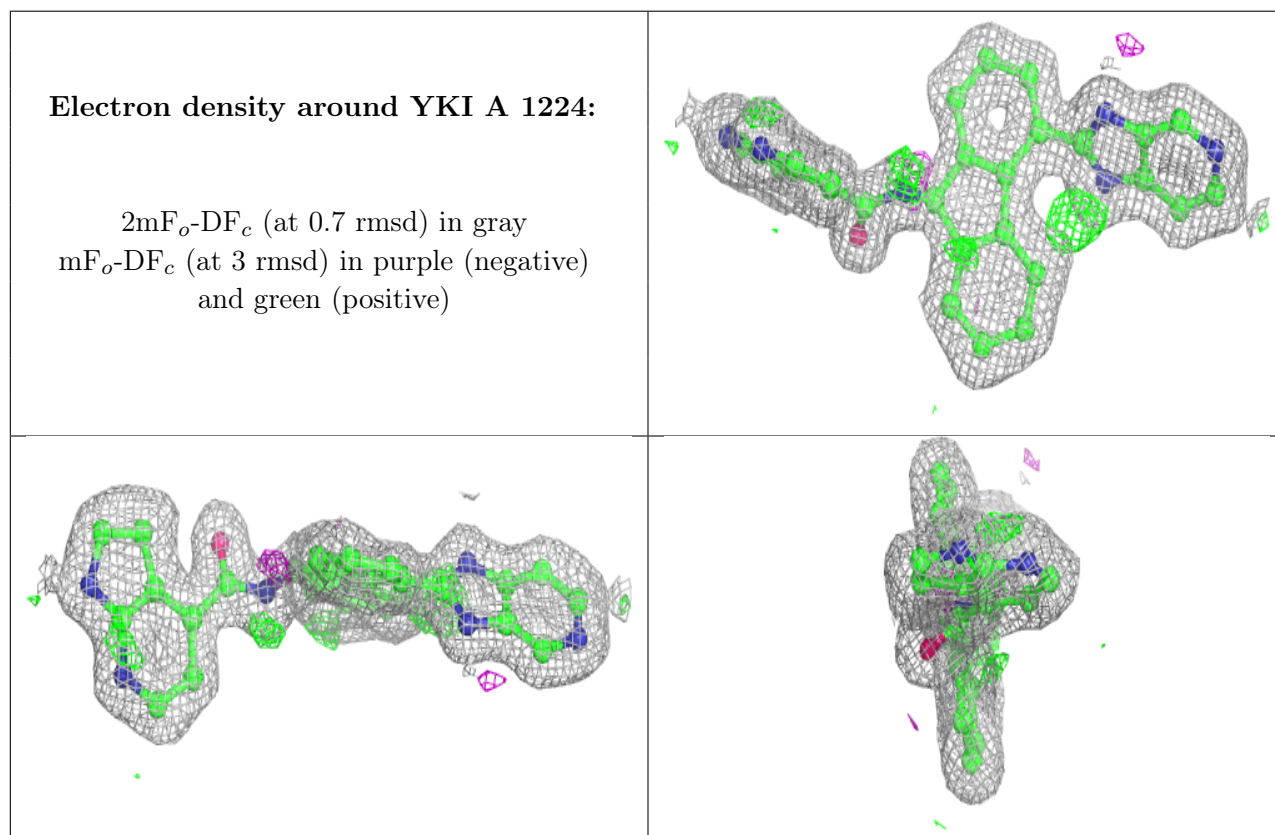 Electron density around YKI A 1224:
2mFo-DFc (at 0.7 rmsd) in gray
mFo-DFc (at 3 rmsd) in purple (negative)
and green (positive)